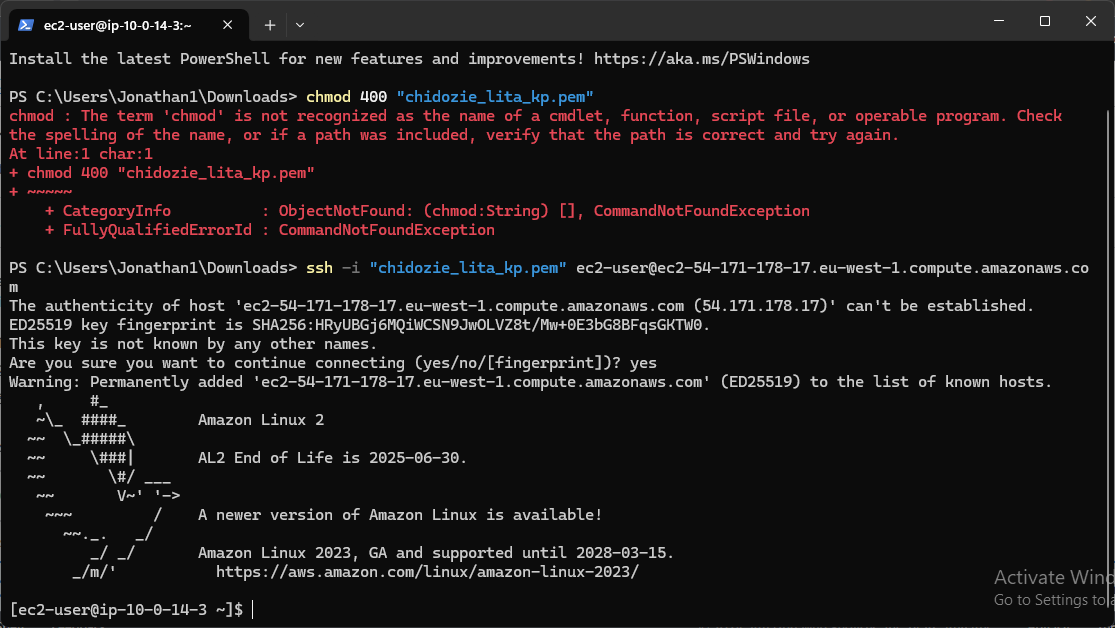 ec2-user@ip-10-0-14-3:~
Install the latest PowerShell for new features and improvements! https://aka.ms/PSWindows
PS C:\Users\Jonathan1\Downloads> chmod 400 "chidozie_lita_kp.pem"
chmod : The term 'chmod' is not recognized as the name of a cmdlet, function, script file, or operable program. Check
the spelling of the name, or if a path was included, verify that the path is correct and try again.
At line:1 char:1
+ chmod 400 "chidozie_lita_kp.pem"
+ ~~~~~
    + CategoryInfo          : ObjectNotFound: (chmod:String) [], CommandNotFoundException
    + FullyQualifiedErrorId : CommandNotFoundException
PS C:\Users\Jonathan1\Downloads> ssh -i "chidozie_lita_kp.pem" ec2-user@ec2-54-171-178-17.eu-west-1.compute.amazonaws.co
m
The authenticity of host 'ec2-54-171-178-17.eu-west-1.compute.amazonaws.com (54.171.178.17)' can't be established.
ED25519 key fingerprint is SHA256:HRyUBGj6MQiWCSN9JwOLVZ8t/Mw+0E3bG8BFqsGKTW0.
This key is not known by any other names.
Are you sure you want to continue connecting (yes/no/[fingerprint])? yes
Warning: Permanently added 'ec2-54-171-178-17.eu-west-1.compute.amazonaws.com' (ED25519) to the list of known hosts.
   ,     #_
   ~\_  ####_        Amazon Linux 2
  ~~  \_#####\
  ~~     \###|       AL2 End of Life is 2025-06-30.
  ~~       \#/ ___
   ~~       V~' '->
    ~~~         /    A newer version of Amazon Linux is available!
      ~~._.   _/
         _/ _/       Amazon Linux 2023, GA and supported until 2028-03-15.
       _/m/'           https://aws.amazon.com/linux/amazon-linux-2023/
[ec2-user@ip-10-0-14-3 ~]$
Activate Wind
Go to Settings to a